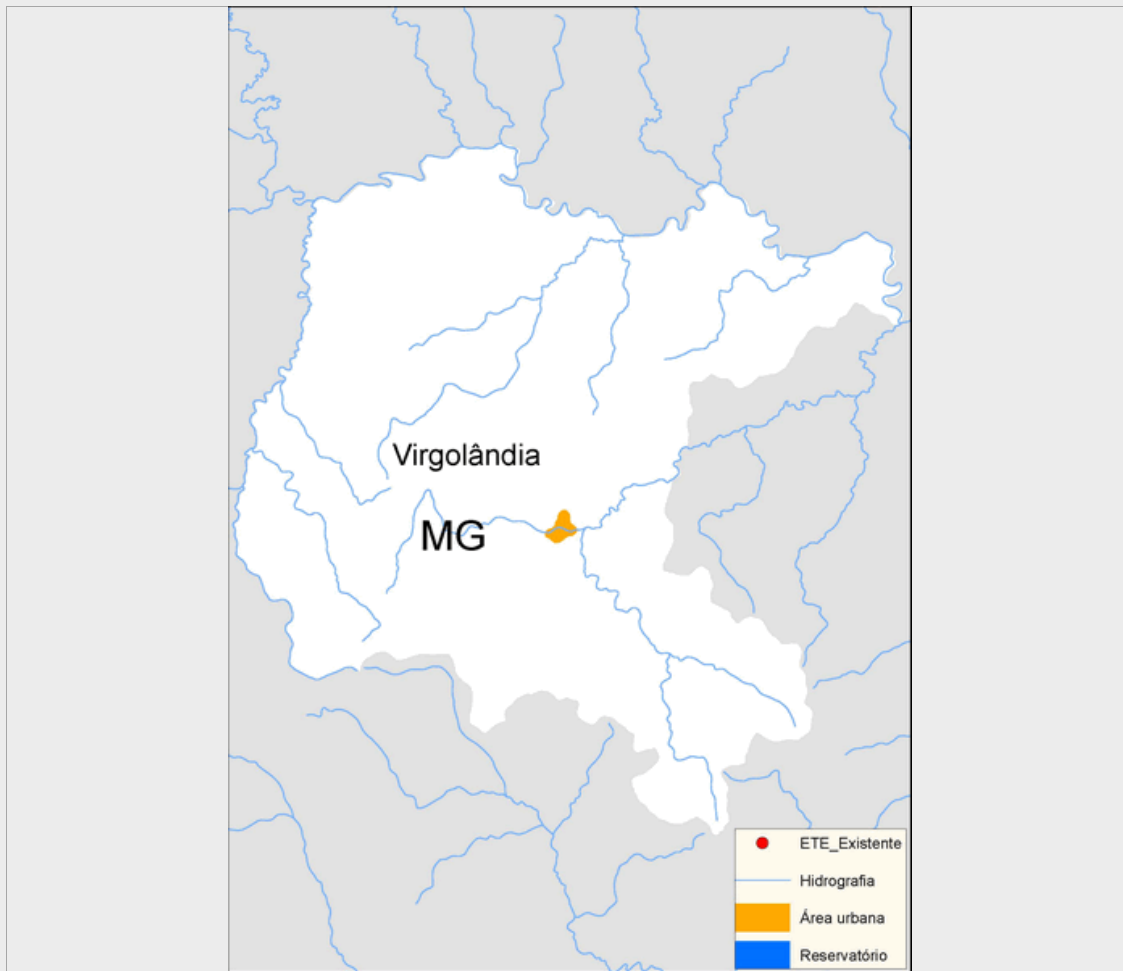 Virgolândia
MG
ETE_Existente
Hidrografia
Área urbana
Reservatório